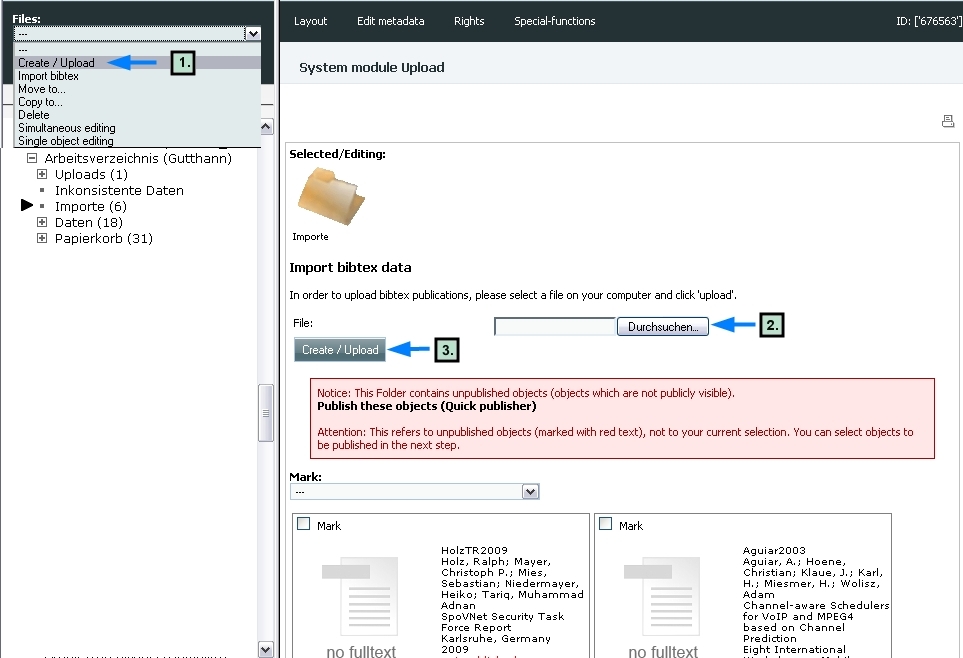 Files:
---
---
Create / Upload
1.
Import bibtex
Move to...
Copy to...
Delete
Simultaneous editing
Single object editing
Arbeitsverzeichnis (Gutthann)
Uploads (1)
Inkonsistente Daten
Importe (6)
Daten (18)
Papierkorb (31)
Layout
Edit metadata
Rights
Special-functions
ID: ['676563']
System module Upload
Selected/Editing:
Importe
Import bibtex data
In order to upload bibtex publications, please select a file on your computer and click 'upload'.
File:
Durchsuchen...
2.
Create / Upload
3.
Notice: This Folder contains unpublished objects (objects which are not publicly visible).
Publish these objects (Quick publisher)
Attention: This refers to unpublished objects (marked with red text), not to your current selection. You can select objects to
be published in the next step.
Mark:
---
Mark
no fulltext
HolzTR2009
Holz, Ralph; Mayer,
Christoph P.; Mies,
Sebastian; Niedermayer,
Heiko; Tariq, Muhammad
Adnan
SpoVNet Security Task
Force Report
Karlsruhe, Germany
2009
Mark
no fulltext
Aguiar2003
Aguiar, A.; Hoene,
Christian; Klaue, J.; Karl,
H.; Miesmer, H.; Wolisz,
Adam
Channel-aware Schedulers
for VoIP and MPEG4
based on Channel
Prediction
Eight International